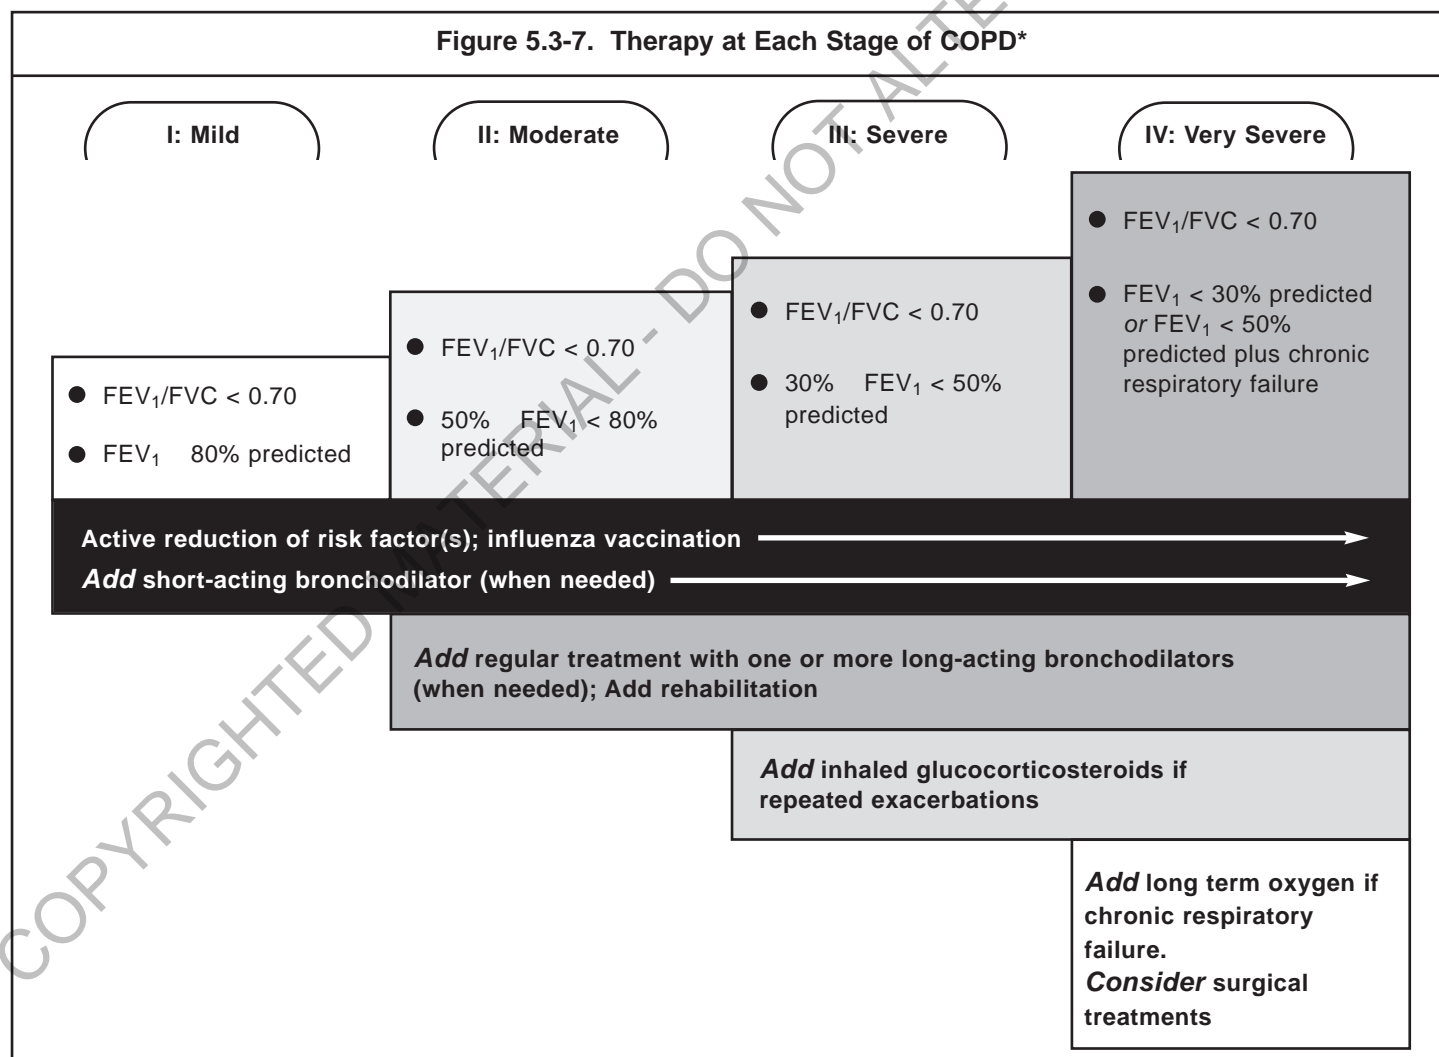 Figure 5.3-7. Therapy at Each Stage of COPD*
I: Mild
II: Moderate
III: Severe
IV: Very Severe
● FEV₁/FVC < 0.70
● FEV₁ 80% predicted
● FEV₁/FVC < 0.70
● 50% FEV₁ < 80%
predicted
● FEV₁/FVC < 0.70
● 30% FEV₁ < 50%
predicted
● FEV₁/FVC < 0.70
● FEV₁ < 30% predicted
or FEV₁ < 50%
predicted plus chronic
respiratory failure
Active reduction of risk factor(s); influenza vaccination
Add short-acting bronchodilator (when needed)
Add regular treatment with one or more long-acting bronchodilators
(when needed); Add rehabilitation
Add inhaled glucocorticosteroids if
repeated exacerbations
Add long term oxygen if
chronic respiratory
failure.
Consider surgical
treatments
COPYRIGHTED MATERIAL - DO NOT ALTE